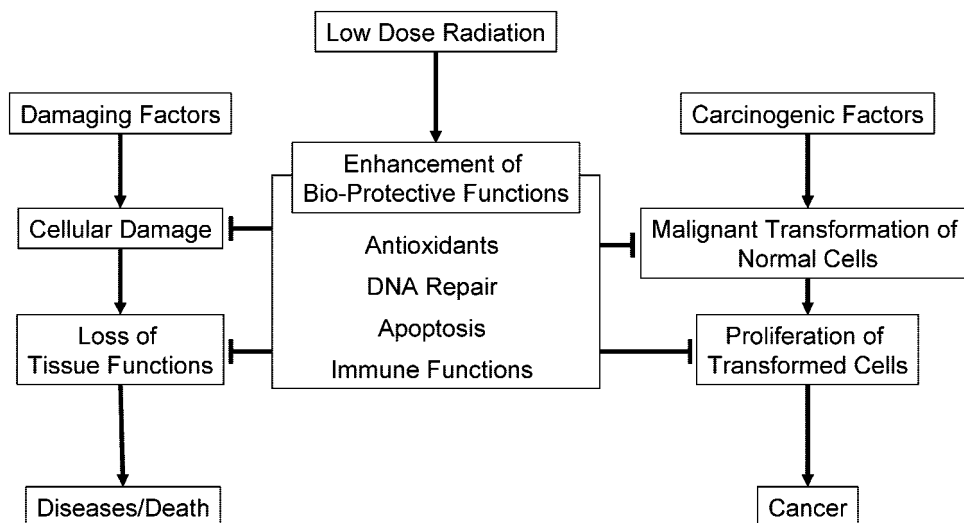 Low Dose Radiation
Damaging Factors
Carcinogenic Factors
Enhancement of
Bio-Protective Functions
Cellular Damage
Antioxidants
DNA Repair
Apoptosis
Immune Functions
Malignant Transformation of
Normal Cells
Loss of
Tissue Functions
Proliferation of
Transformed Cells
Diseases/Death
Cancer